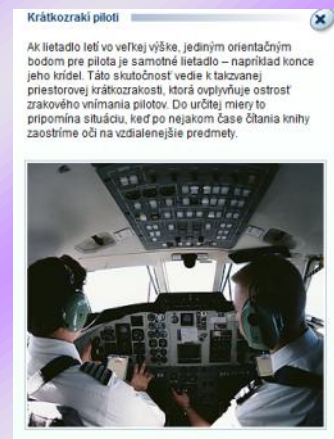 Krátkozrakí piloti
Ak lietadlo letí vo veľkej výške, jediným orientačným
bodom pre pilota je samotné lietadlo – napríklad konce
jeho krídel. Táto skutočnosť vedie k takzvanej
priestorovej krátkozrakosti, ktorá ovplyvňuje ostrosť
zrakového vnímania pilotov. Do určitej miery to
pripomína situáciu, keď po nejakom čase čítania knihy
zaostríme oči na vzdialenejšie predmety.